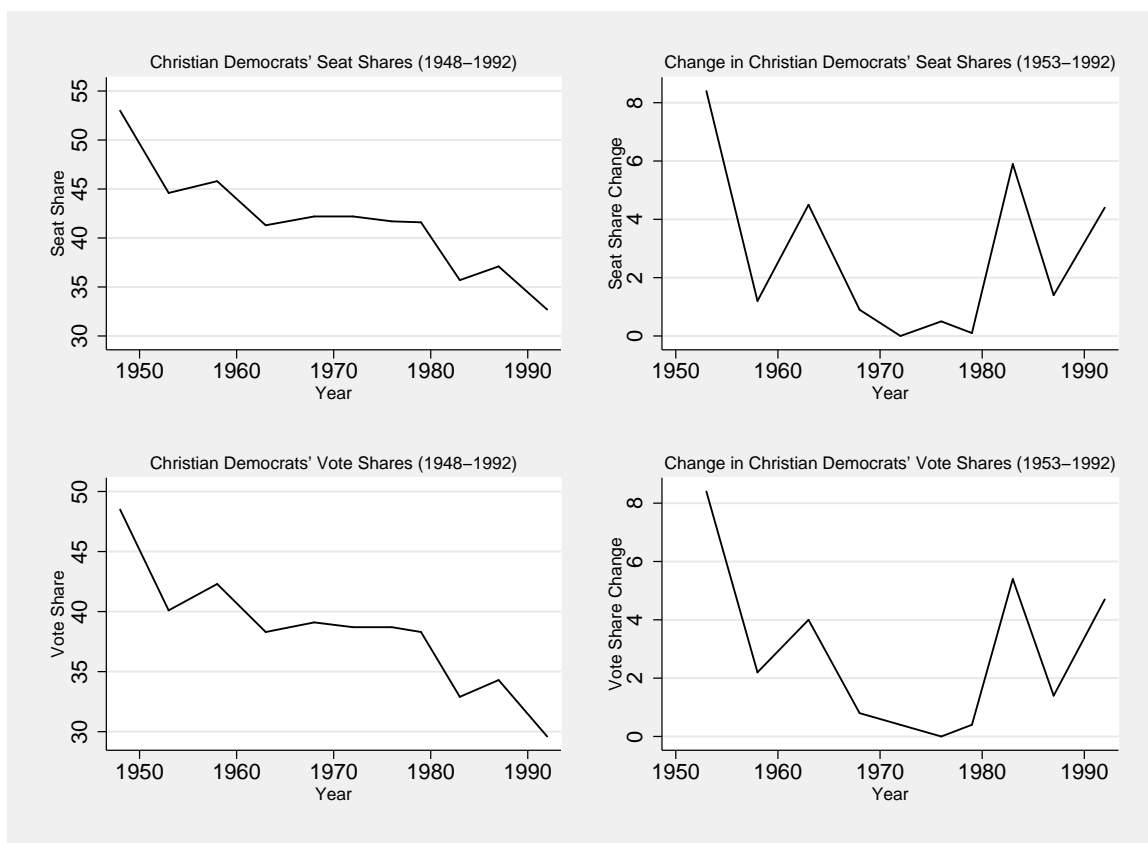 Christian Democrats’ Seat Shares (1948−1992)
Seat Share
55
50
45
40
35
30
1950 1960 1970 1980 1990
Year
Change in Christian Democrats’ Seat Shares (1953−1992)
Seat Share Change
8
6
4
2
0
1950 1960 1970 1980 1990
Year
Christian Democrats’ Vote Shares (1948−1992)
Vote Share
50
45
40
35
30
1950 1960 1970 1980 1990
Year
Change in Christian Democrats’ Vote Shares (1953−1992)
Vote Share Change
8
6
4
2
0
1950 1960 1970 1980 1990
Year